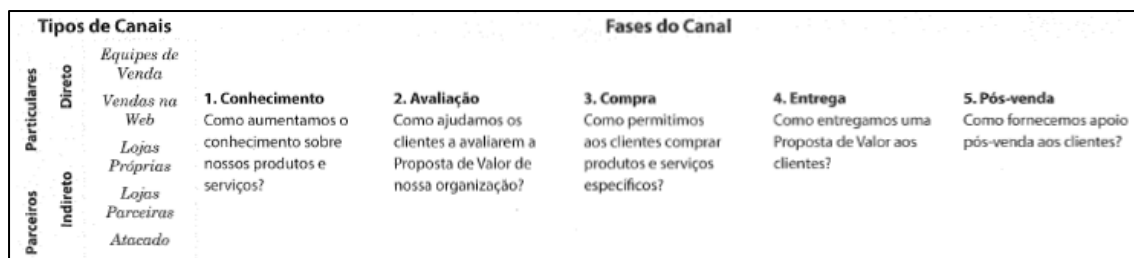 Tipos de Canais
Fases do Canal
Particulares
Parceiros
Direto
Indireto
Equipes de
Venda
Vendas na
Web
Lojas
Próprias
Lojas
Parceiras
Atacado
1. Conhecimento
Como aumentamos o
conhecimento sobre
nossos produtos e
serviços?
2. Avaliação
Como ajudamos os
clientes a avaliarem a
Proposta de Valor de
nossa organização?
3. Compra
Como permitimos
aos clientes comprar
produtos e serviços
específicos?
4. Entrega
Como entregamos uma
Proposta de Valor aos
clientes?
5. Pós-venda
Como fornecemos apoio
pós-venda aos clientes?